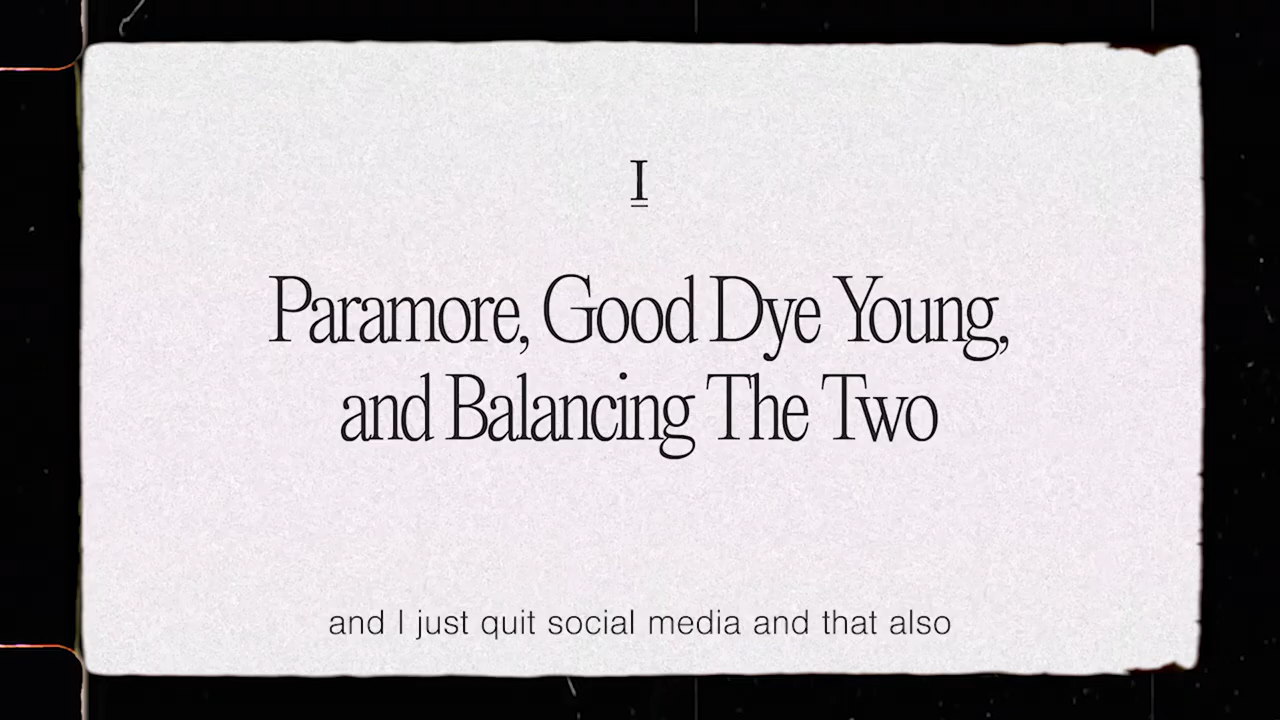 I
Paramore, Good Dye Young,
and Balancing The Two
and I just quit social media and that also